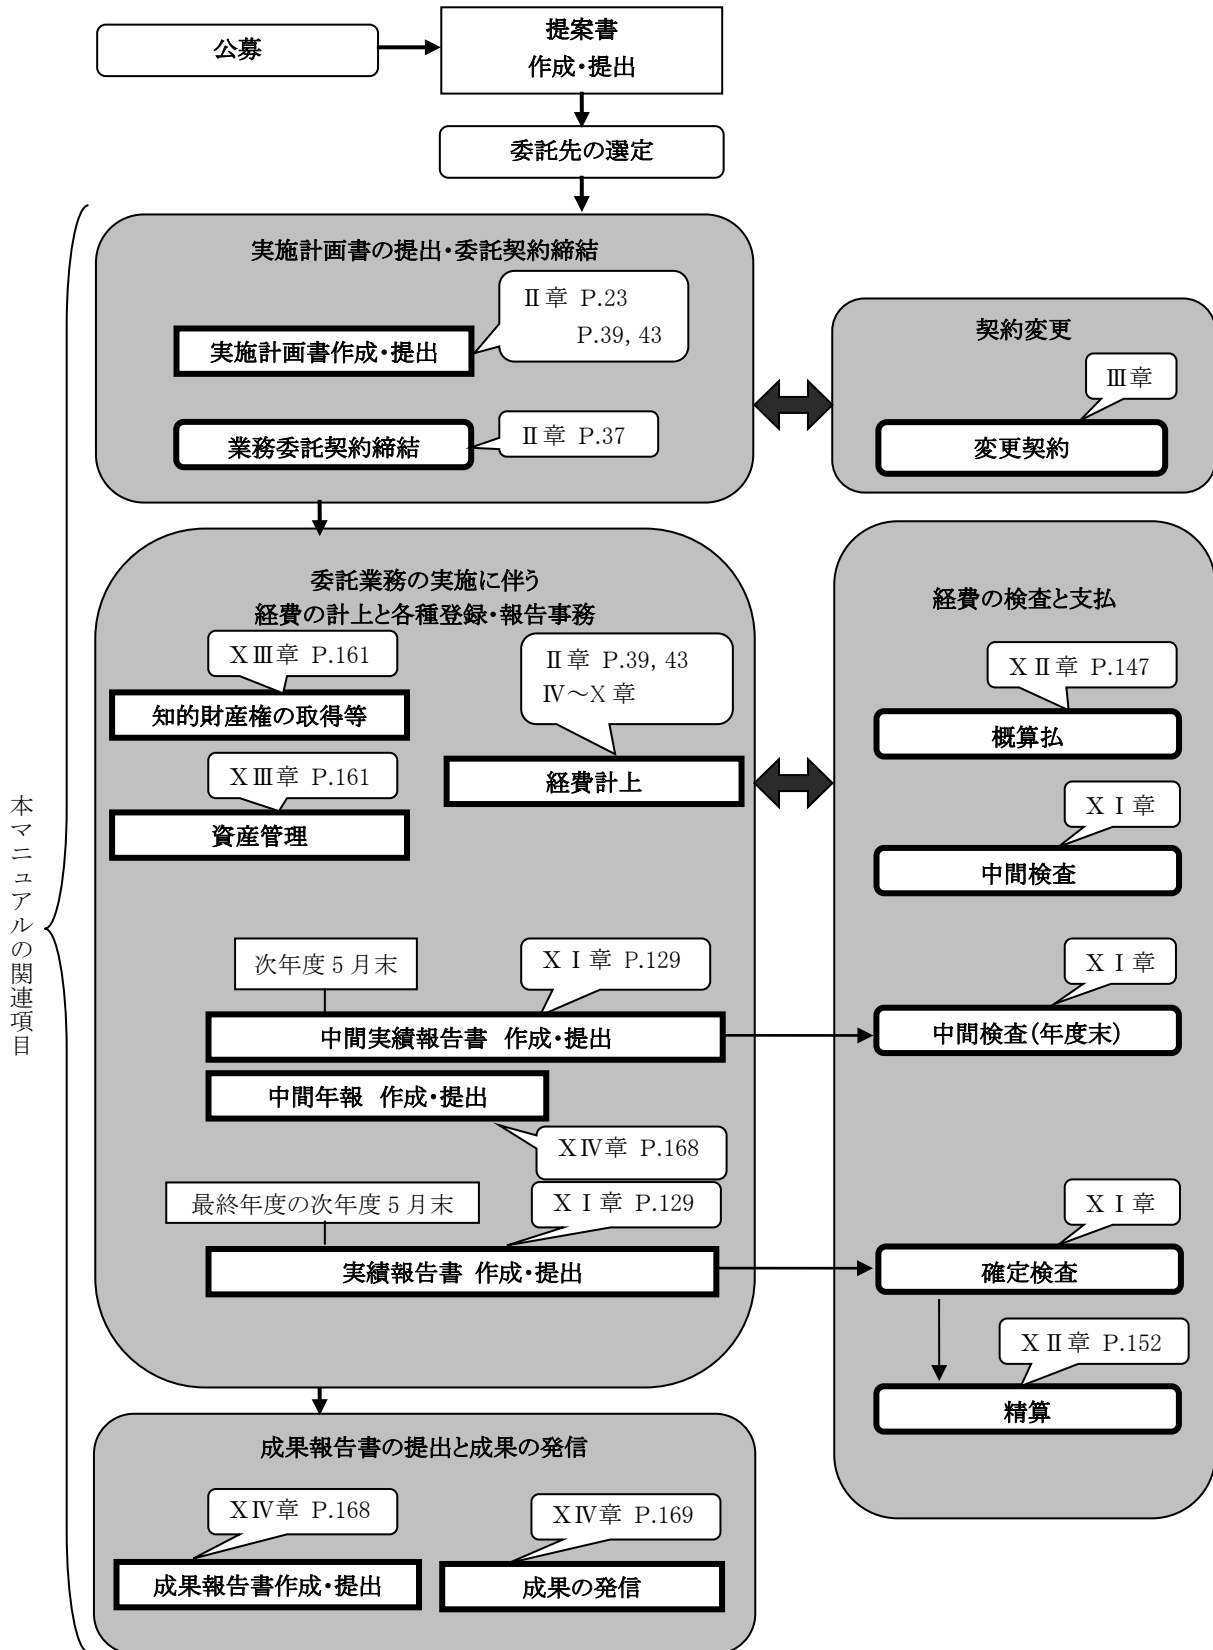 公募
提案書
作成・提出
委託先の選定
実施計画書の提出・委託契約締結
Ⅱ章 P.23
P.39, 43
実施計画書作成・提出
Ⅱ章 P.37
業務委託契約締結
契約変更
Ⅲ章
変更契約
委託業務の実施に伴う
経費の計上と各種登録・報告事務
ⅩⅢ章 P.161
知的財産権の取得等
ⅩⅢ章 P.161
資産管理
Ⅱ章 P.39, 43
Ⅳ～Ⅹ章
経費計上
次年度5月末
ⅩⅠ章 P.129
中間実績報告書 作成・提出
中間年報 作成・提出
ⅩⅣ章 P.168
最終年度の次年度5月末
ⅩⅠ章 P.129
実績報告書 作成・提出
経費の検査と支払
ⅩⅡ章 P.147
概算払
ⅩⅠ章
中間検査
ⅩⅠ章
中間検査(年度末)
ⅩⅠ章
確定検査
ⅩⅡ章 P.152
精算
成果報告書の提出と成果の発信
ⅩⅣ章 P.168
成果報告書作成・提出
ⅩⅣ章 P.169
成果の発信
本マニュアルの関連項目